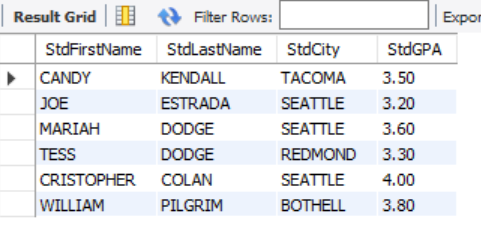 Result Grid Filter Rows: Expor
StdFirstName StdLastName StdCity StdGPA
CANDY KENDALL TACOMA 3.50
JOE ESTRADA SEATTLE 3.20
MARIAH DODGE SEATTLE 3.60
TESS DODGE REDMOND 3.30
CRISTOPHER COLAN SEATTLE 4.00
WILLIAM PILGRIM BOTHELL 3.80